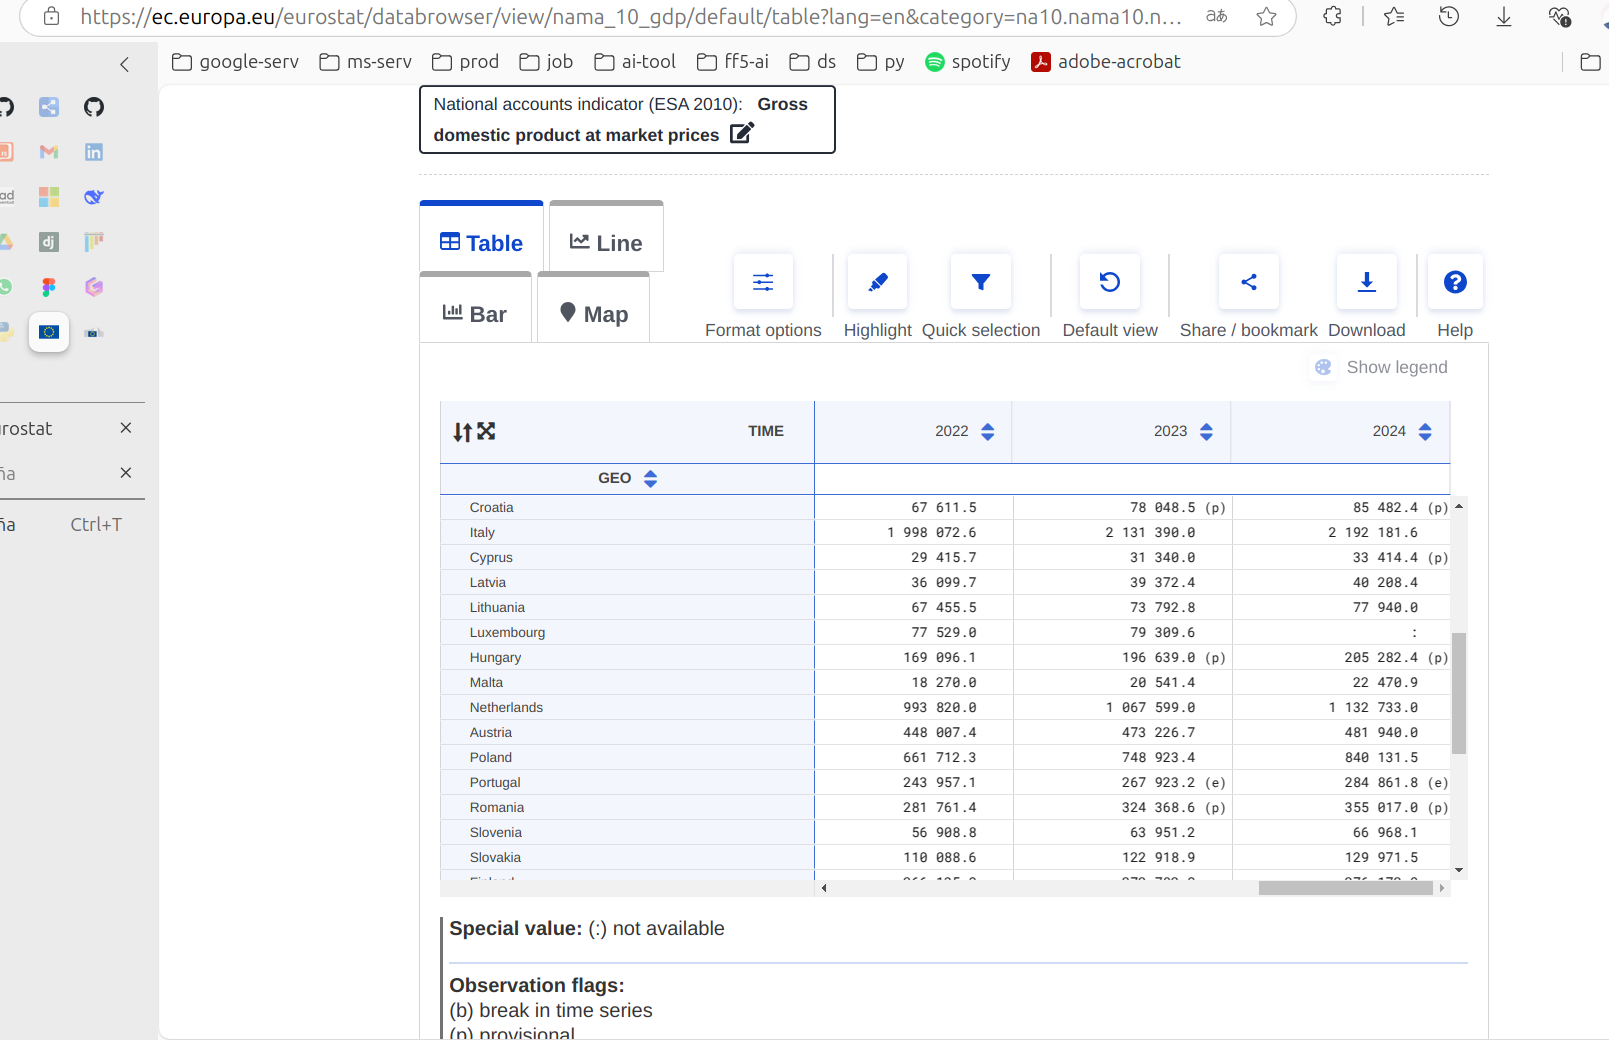 https://ec.europa.eu/eurostat/databrowser/view/nama_10_gdp/default/table?lang=en&category=na10.nama10.n...
google-serv ms-serv prod job ai-tool ff5-ai ds py spotify adobe-acrobat
National accounts indicator (ESA 2010): Gross
domestic product at market prices
Table Line
Bar Map
Format options Highlight Quick selection Default view Share / bookmark Download Help
Show legend
TIME 2022 2023 2024
GEO
Croatia 67 611.5 78 048.5 (p) 85 482.4 (p)
Italy 1 998 072.6 2 131 390.0 2 192 181.6
Cyprus 29 415.7 31 340.0 33 414.4 (p)
Latvia 36 099.7 39 372.4 40 208.4
Lithuania 67 455.5 73 792.8 77 940.0
Luxembourg 77 529.0 79 309.6 :
Hungary 169 096.1 196 639.0 (p) 205 282.4 (p)
Malta 18 270.0 20 541.4 22 470.9
Netherlands 993 820.0 1 067 599.0 1 132 733.0
Austria 448 007.4 473 226.7 481 940.0
Poland 661 712.3 748 923.4 840 131.5
Portugal 243 957.1 267 923.2 (e) 284 861.8 (e)
Romania 281 761.4 324 368.6 (p) 355 017.0 (p)
Slovenia 56 908.8 63 951.2 66 968.1
Slovakia 110 088.6 122 918.9 129 971.5
Special value: (:) not available
Observation flags:
(b) break in time series
(p) provisional
rostat
ña
ña Ctrl+T